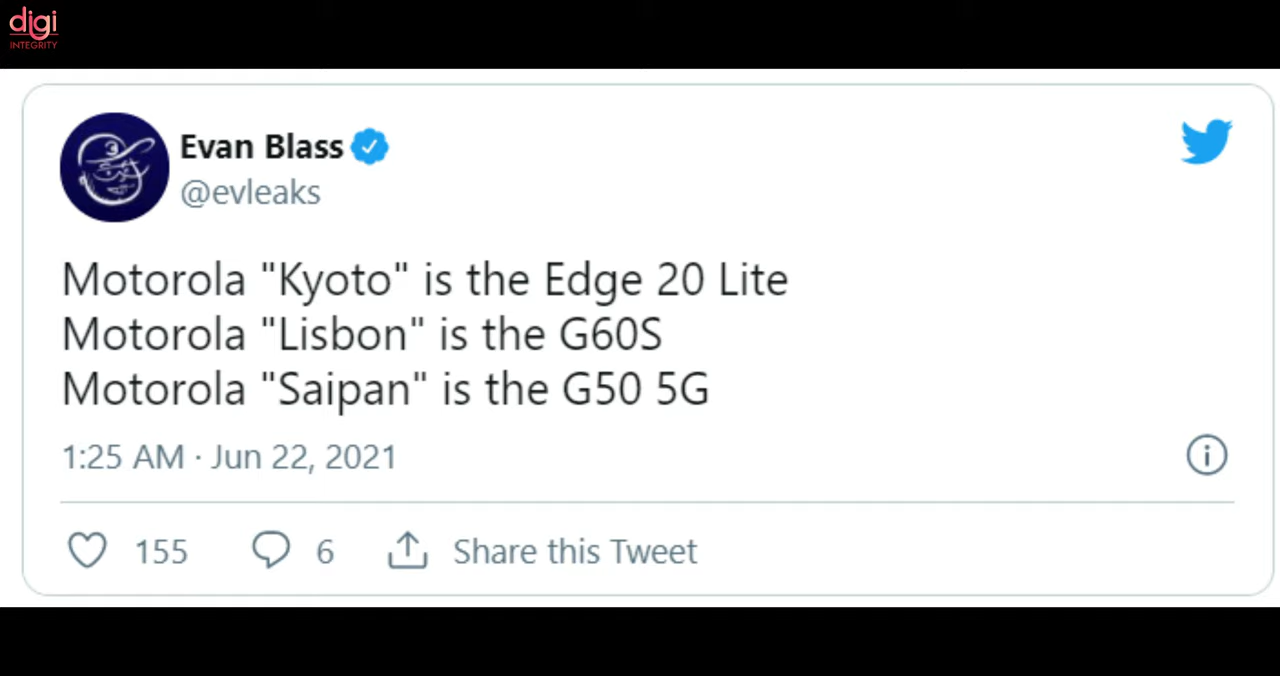 digi
INTEGRITY
Evan Blass
@evleaks
Motorola "Kyoto" is the Edge 20 Lite
Motorola "Lisbon" is the G60S
Motorola "Saipan" is the G50 5G
1:25 AM · Jun 22, 2021
155 6 Share this Tweet